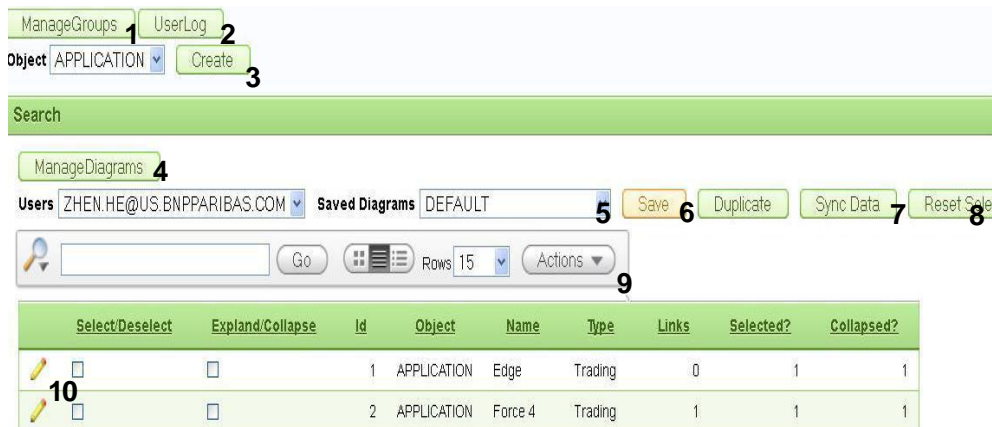 ManageGroups 1 UserLog 2
Object APPLICATION Create 3
Search
ManageDiagrams 4
Users ZHEN.HE@US.BNPPARIBAS.COM Saved Diagrams DEFAULT 5 Save 6 Duplicate Sync Data 7 Reset Sele 8
Go Rows 15 Actions 9
Select/Deselect Expland/Collapse Id Object Name Type Links Selected? Collapsed?
1 APPLICATION Edge Trading 0 1 1
10
2 APPLICATION Force 4 Trading 1 1 1